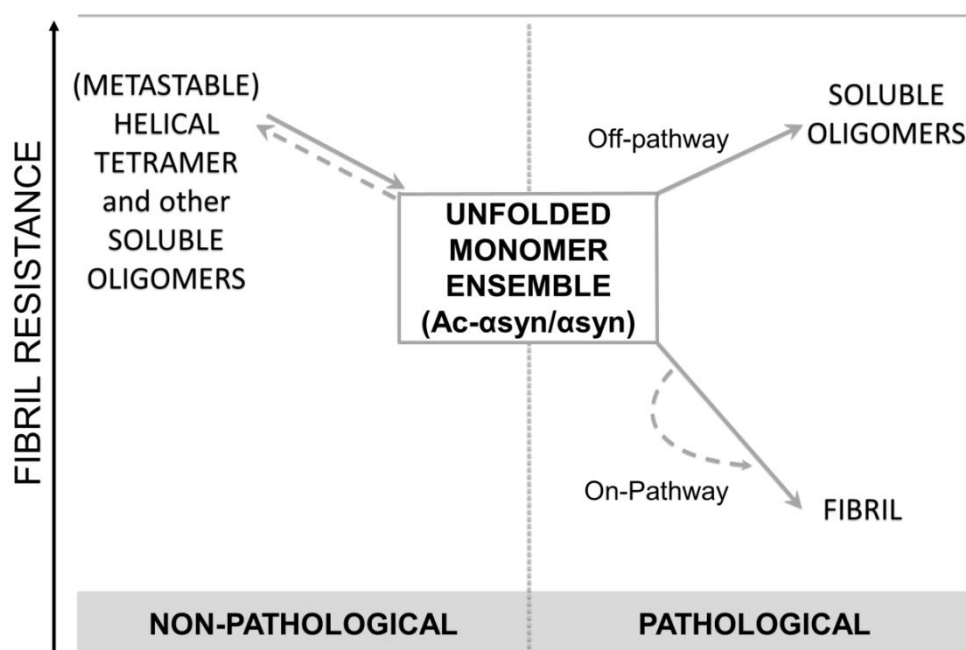 FIBRIL RESISTANCE
(METASTABLE)
HELICAL
TETRAMER
and other
SOLUBLE
OLIGOMERS
UNFOLDED
MONOMER
ENSEMBLE
(Ac-αsyn/αsyn)
Off-pathway
SOLUBLE
OLIGOMERS
On-Pathway
FIBRIL
NON-PATHOLOGICAL
PATHOLOGICAL